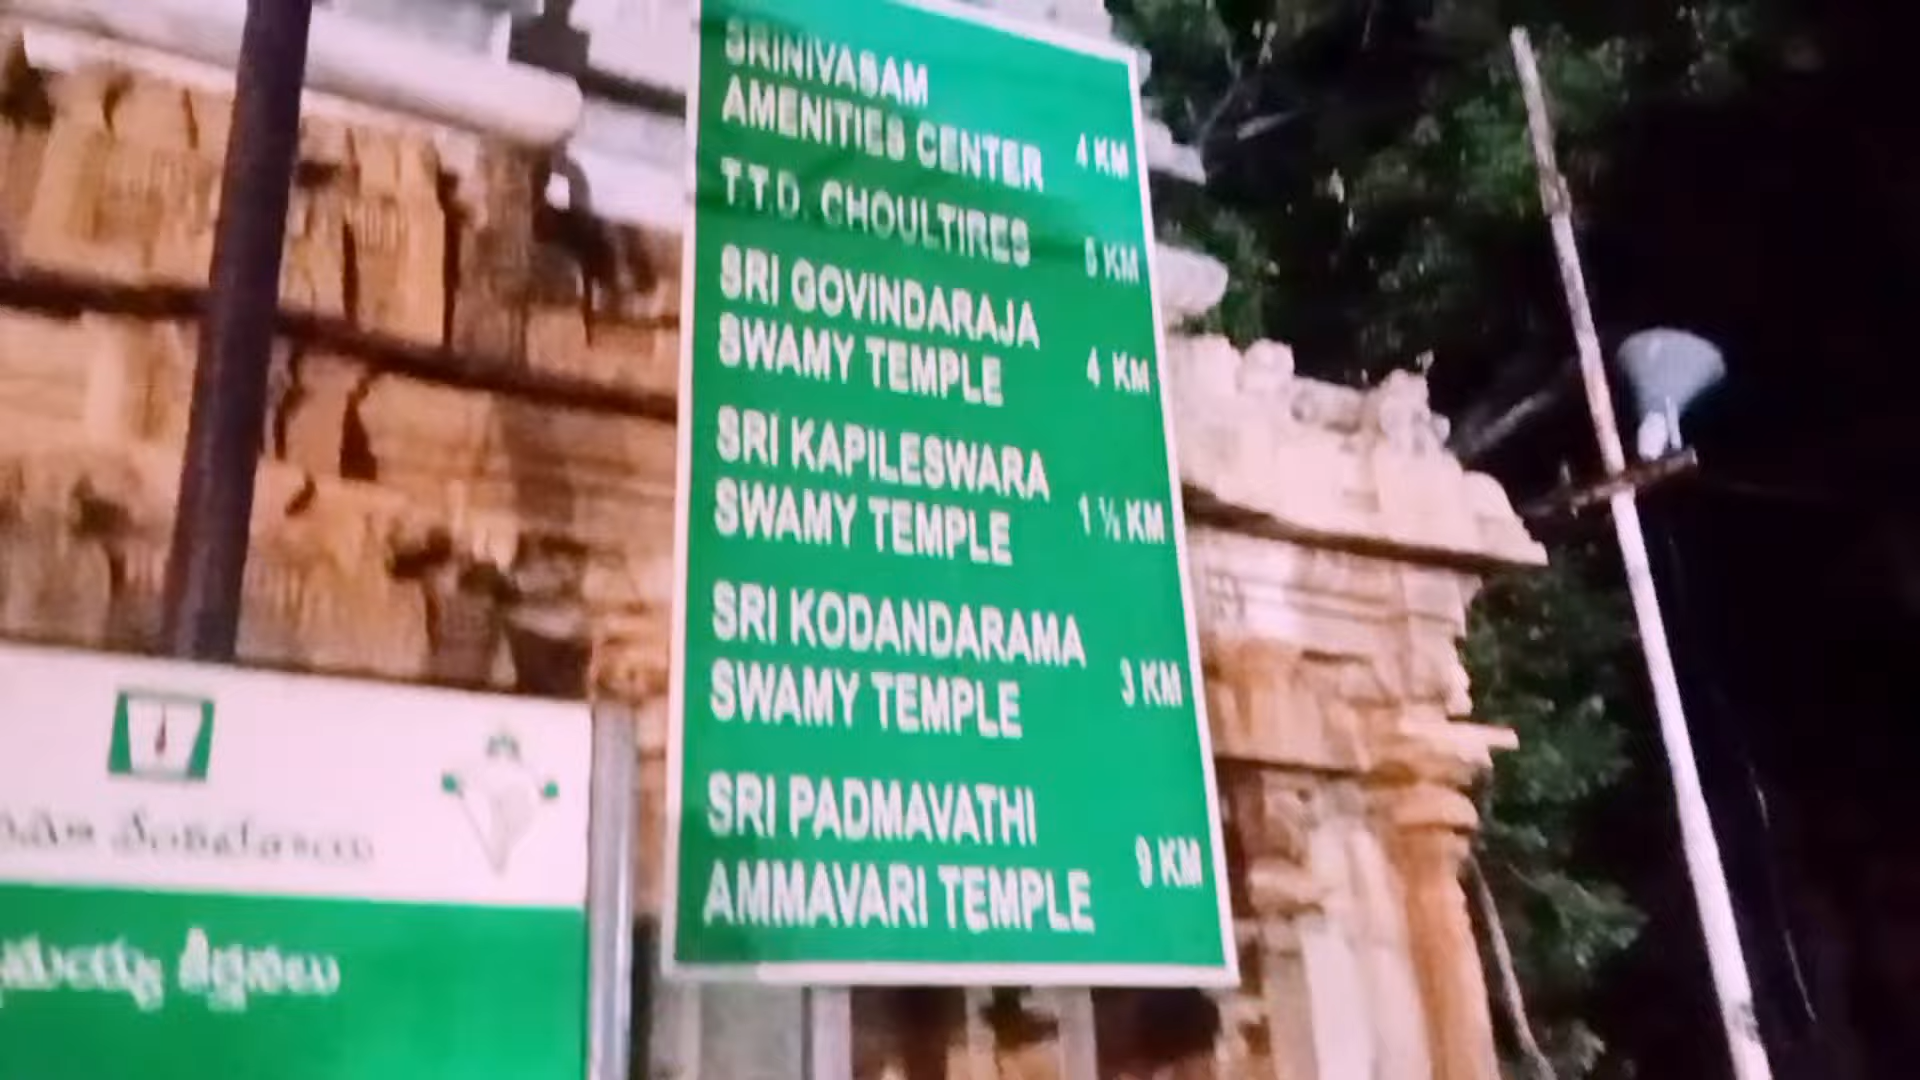 SRINIVASAM
AMENITIES CENTER 4 KM
T.T.D. CHOULTIRES 5 KM
SRI GOVINDARAJA
SWAMY TEMPLE 4 KM
SRI KAPILESWARA
SWAMY TEMPLE 1 ½ KM
SRI KODANDARAMA
SWAMY TEMPLE 3 KM
SRI PADMAVATHI
AMMAVARI TEMPLE 9 KM